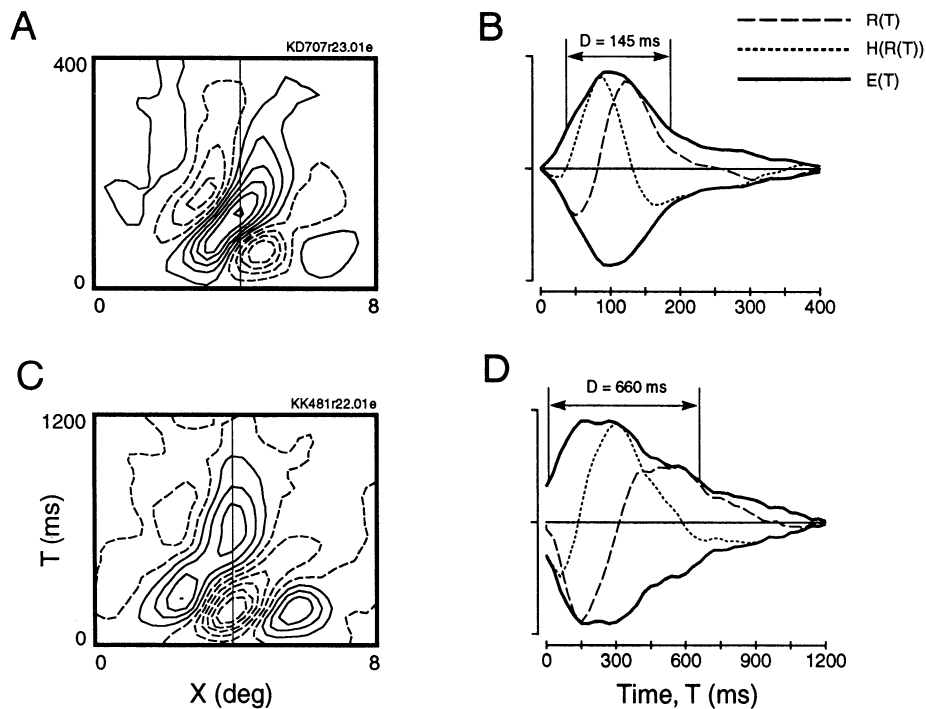 A
KD707r23.01e
400
0
0
8
B
D = 145 ms
R(T)
H(R(T))
E(T)
0
100
200
300
400
C
KK481r22.01e
1200
T (ms)
0
0
8
X (deg)
D
D = 660 ms
0
300
600
900
1200
Time, T (ms)